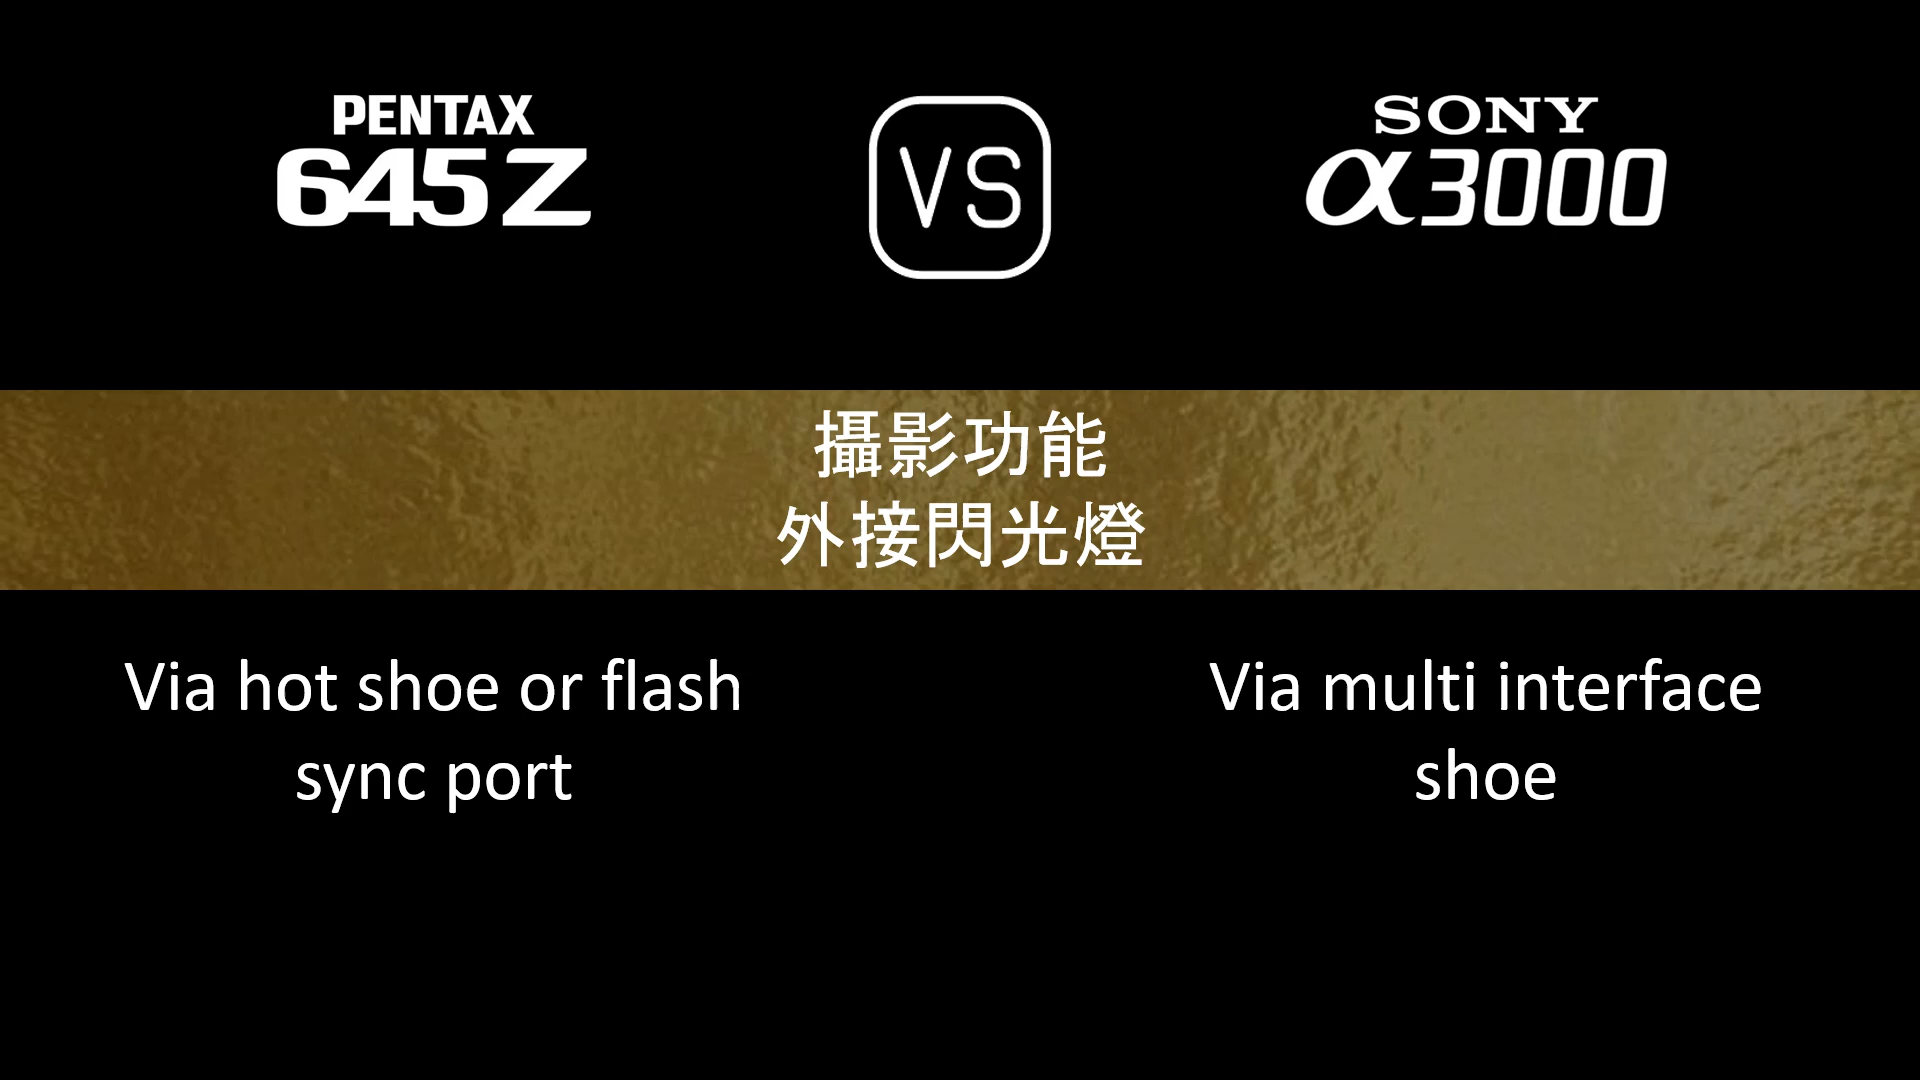 PENTAX
645Z
VS
SONY
α3000
攝影功能
外接閃光燈
Via hot shoe or flash
sync port
Via multi interface
shoe